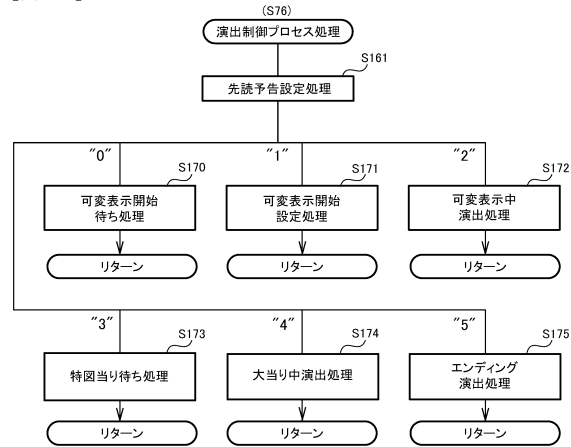 (S76)
演出制御プロセス処理
S161
先読予告設定処理
"0"
"1"
"2"
S170
S171
S172
可変表示開始
待ち処理
可変表示開始
設定処理
可変表示中
演出処理
リターン
リターン
リターン
"3"
"4"
"5"
S173
S174
S175
特図当り待ち処理
大当り中演出処理
エンディング
演出処理
リターン
リターン
リターン